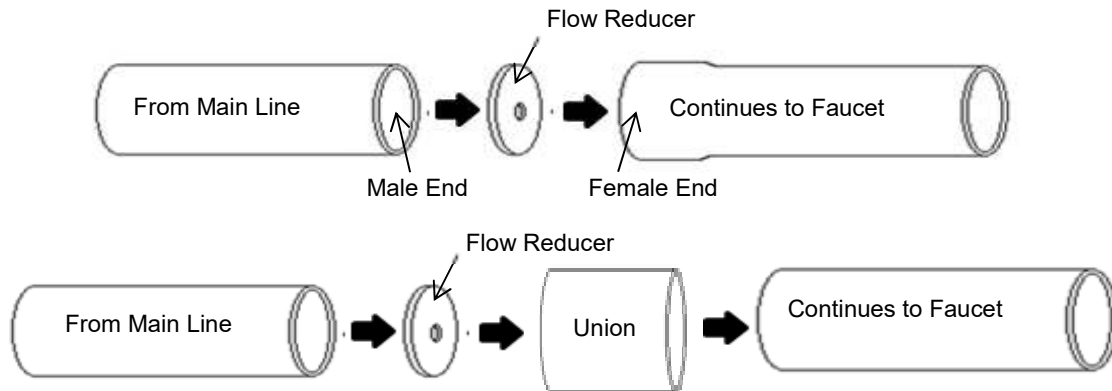 Flow Reducer
From Main Line
Continues to Faucet
Male End
Female End
Flow Reducer
From Main Line
Union
Continues to Faucet